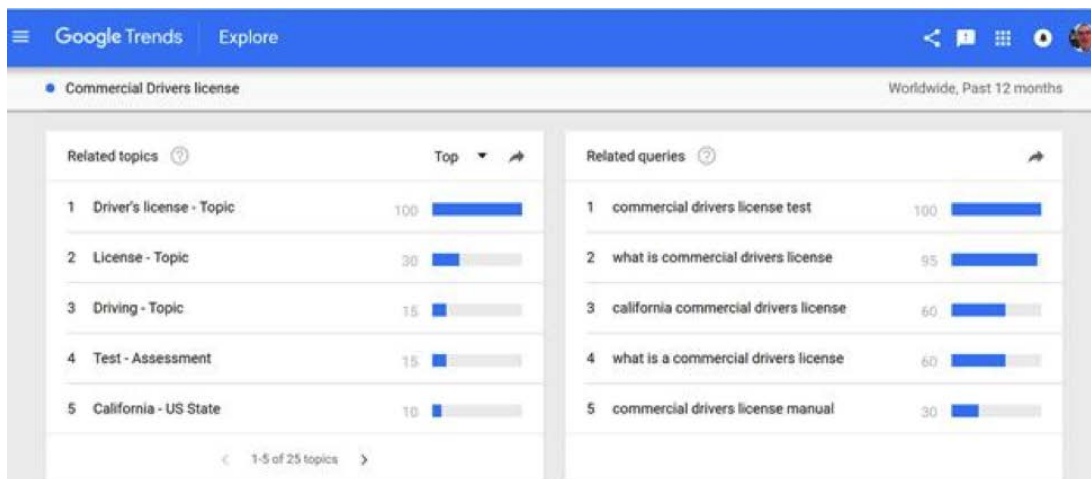 Google Trends Explore
Commercial Drivers license Worldwide, Past 12 months
Related topics Top
1 Driver's license - Topic 100
2 License - Topic 30
3 Driving - Topic 15
4 Test - Assessment 15
5 California - US State 10
1-5 of 25 topics
Related queries
1 commercial drivers license test 100
2 what is commercial drivers license 95
3 california commercial drivers license 60
4 what is a commercial drivers license 60
5 commercial drivers license manual 30